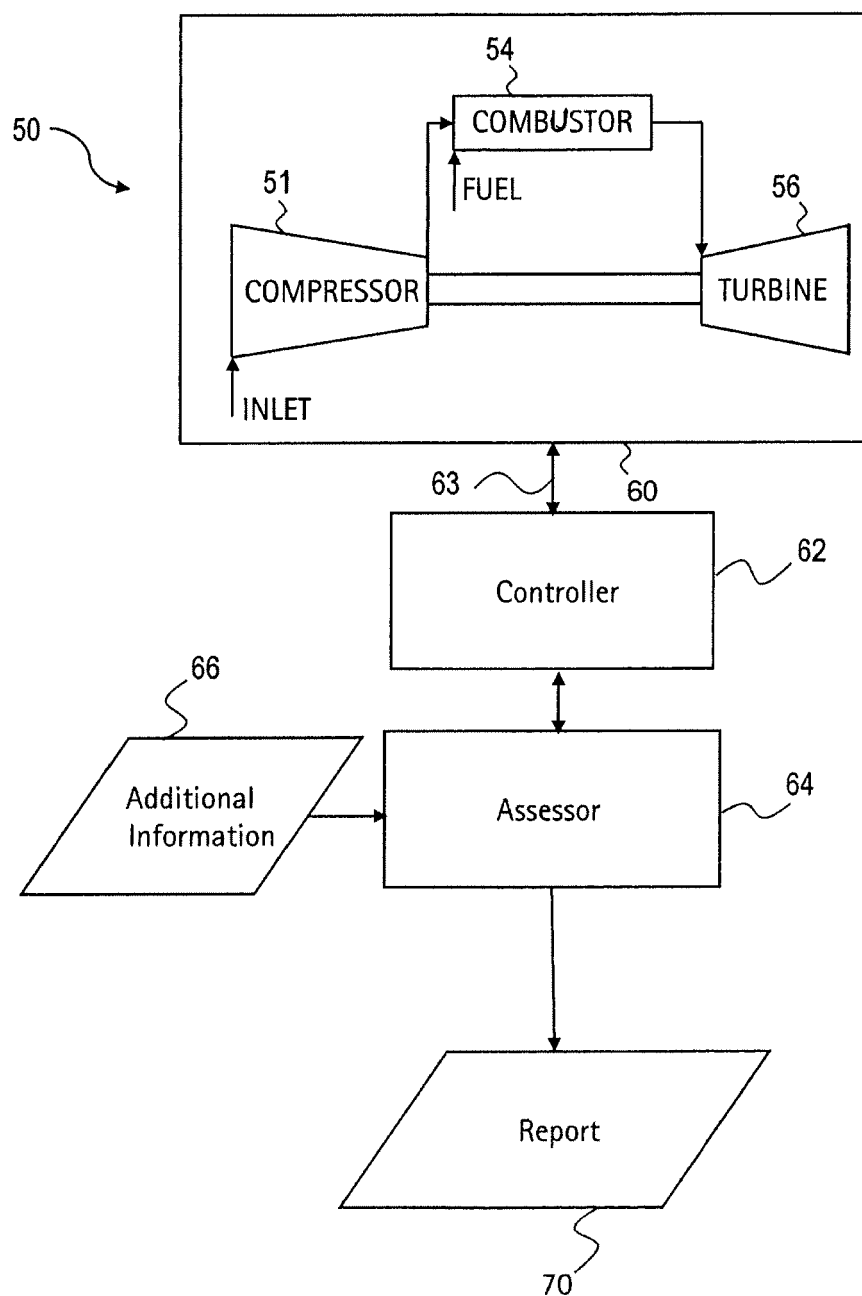 54
COMBUSTOR
50
FUEL
51
56
COMPRESSOR
TURBINE
INLET
63
60
62
Controller
66
Additional
Information
64
Assessor
Report
70